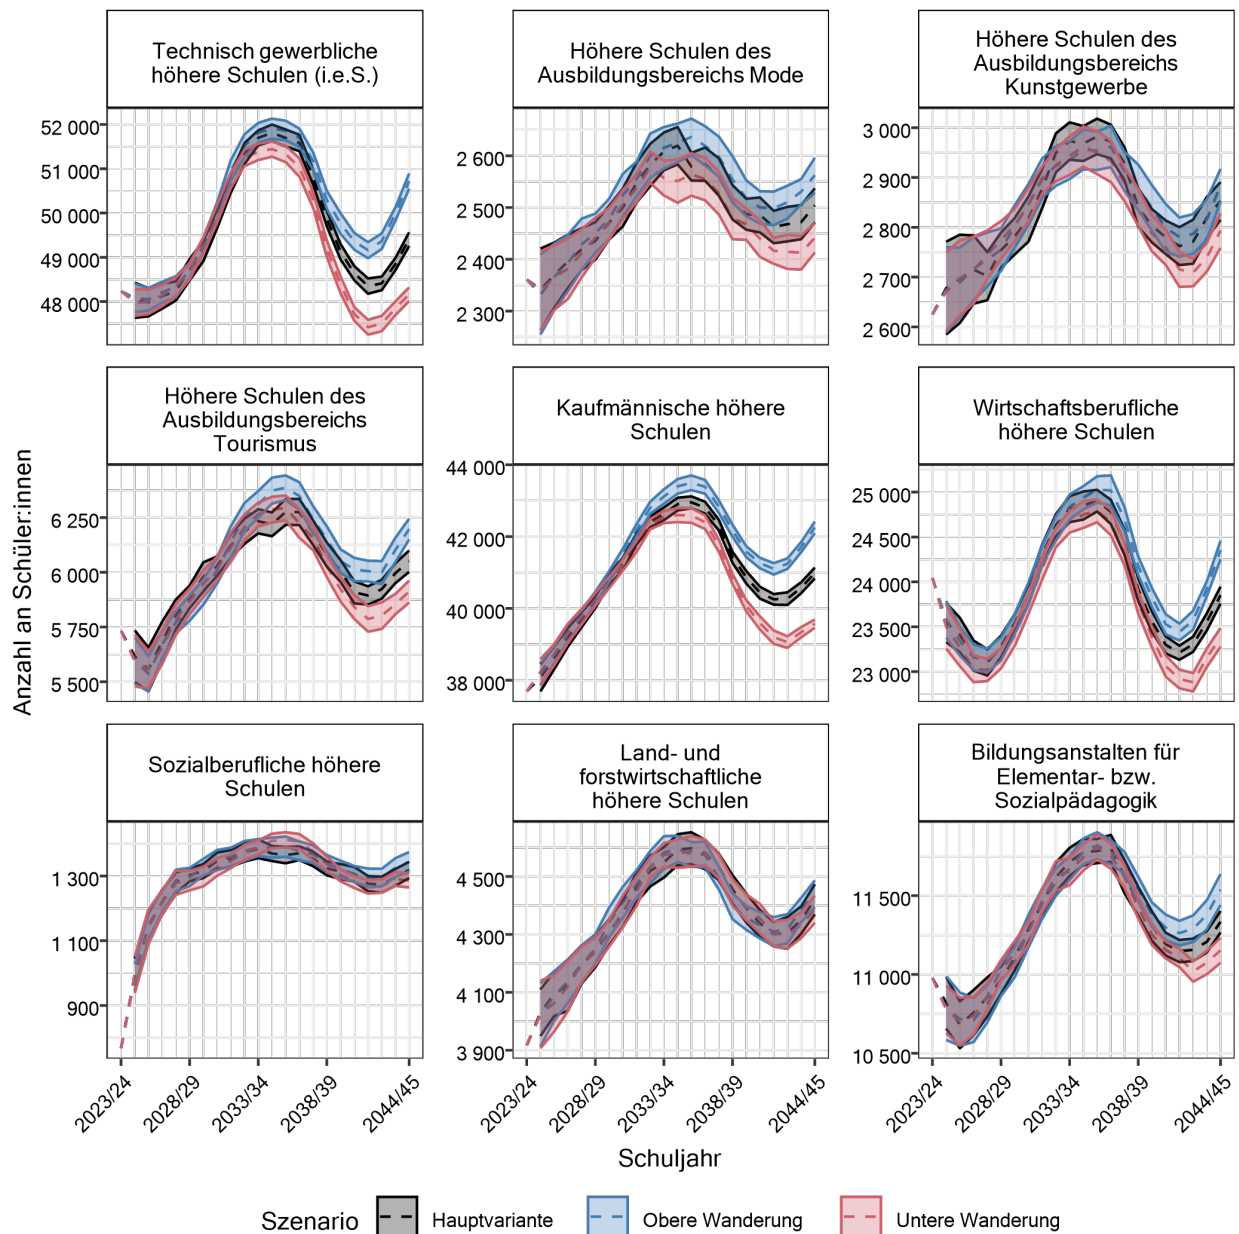 Technisch gewerbliche
höhere Schulen (i.e.S.)
Höhere Schulen des
Ausbildungsbereichs Mode
Höhere Schulen des
Ausbildungsbereichs
Kunstgewerbe
52 000
51 000
50 000
49 000
48 000
2 600
2 500
2 400
2 300
3 000
2 900
2 800
2 700
2 600
Höhere Schulen des
Ausbildungsbereichs
Tourismus
Kaufmännische höhere
Schulen
Wirtschaftsberufliche
höhere Schulen
Anzahl an Schüler:innen
6 250
6 000
5 750
5 500
44 000
42 000
40 000
38 000
25 000
24 500
24 000
23 500
23 000
Sozialberufliche höhere
Schulen
Land- und
forstwirtschaftliche
höhere Schulen
Bildungsanstalten für
Elementar- bzw.
Sozialpädagogik
1 300
1 100
900
4 500
4 300
4 100
3 900
11 500
11 000
10 500
2023/24
2028/29
2033/34
2038/39
2044/45
2023/24
2028/29
2033/34
2038/39
2044/45
2023/24
2028/29
2033/34
2038/39
2044/45
Schuljahr
Szenario
Hauptvariante
Obere Wanderung
Untere Wanderung